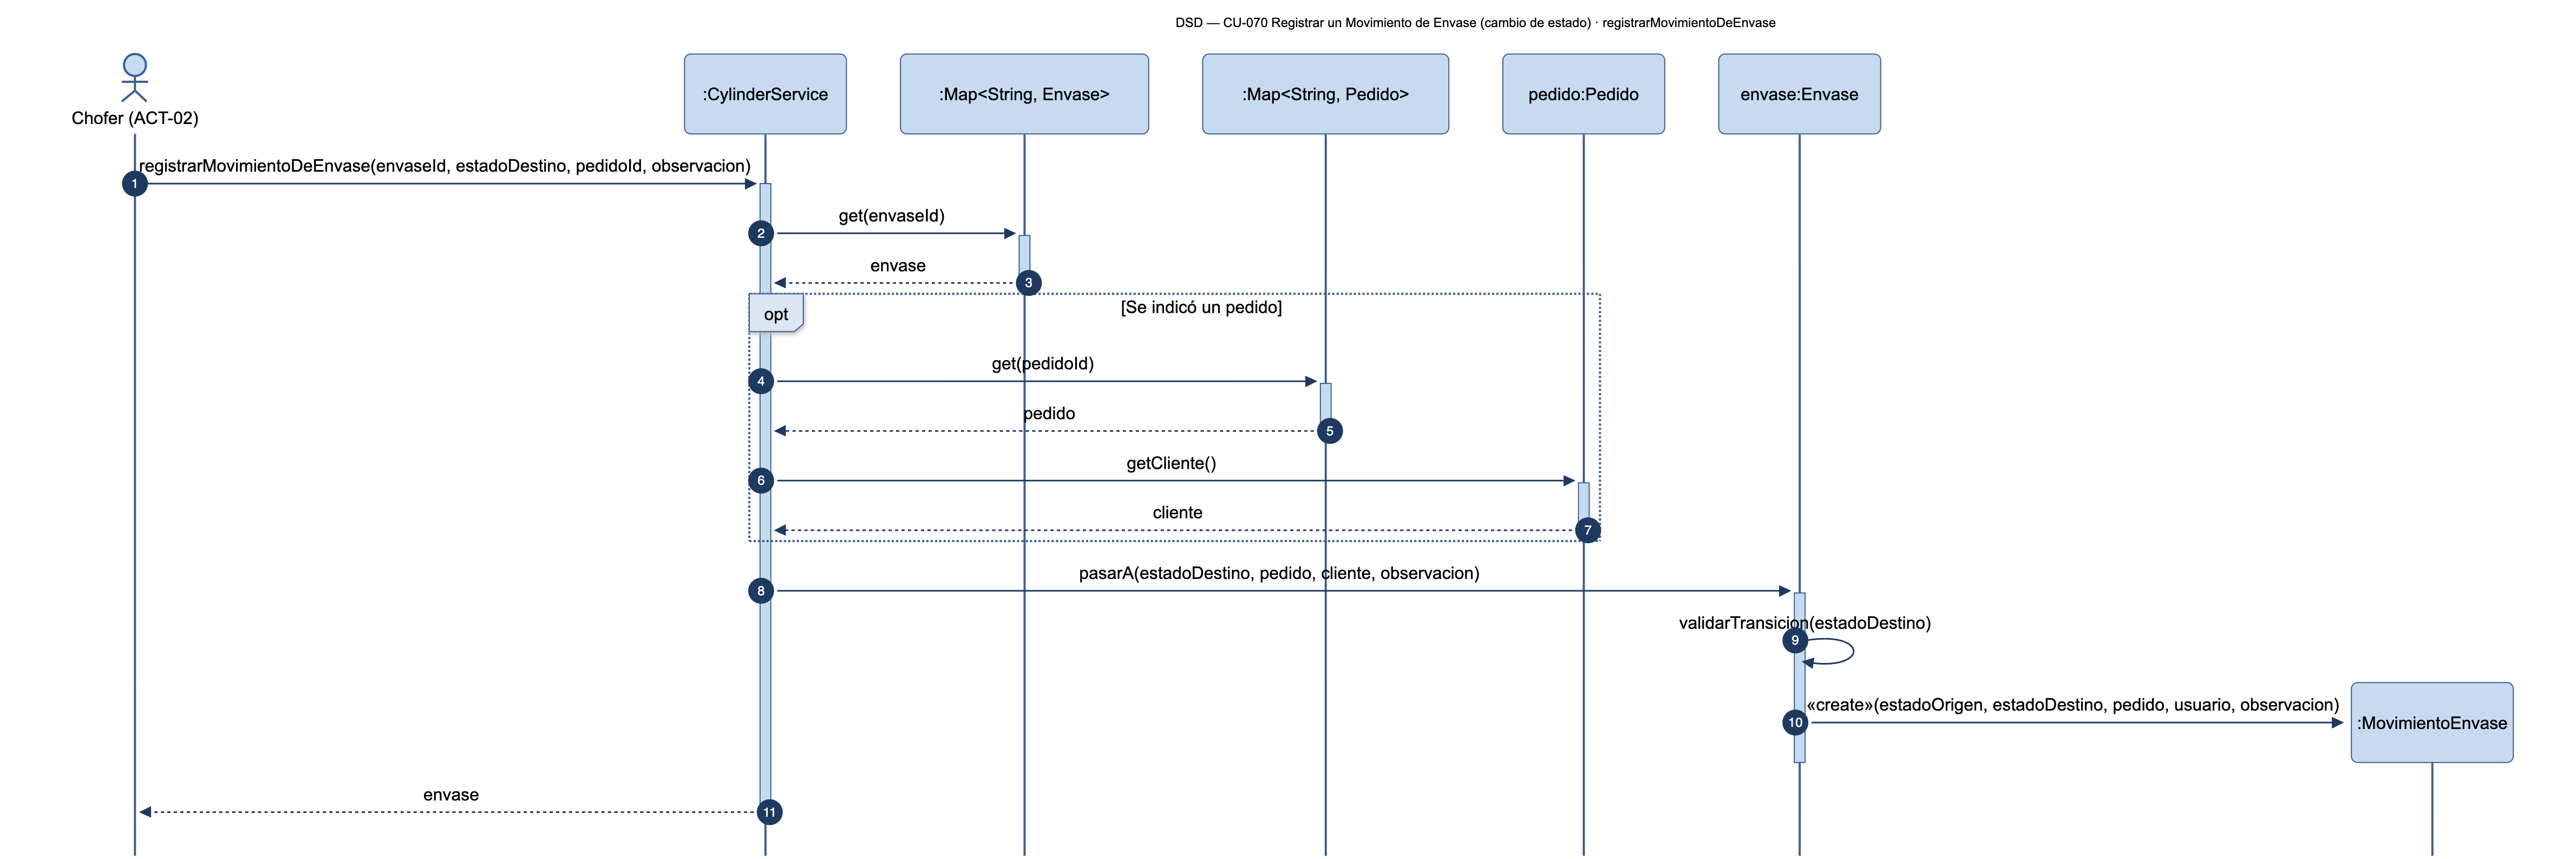 DSD — CU-070 Registrar un Movimiento de Envase (cambio de estado) · registrarMovimientoDeEnvase
Chofer (ACT-02)
:CylinderService
:Map<String, Envase>
:Map<String, Pedido>
pedido:Pedido
envase:Envase
registrarMovimientoDeEnvase(envaseId, estadoDestino, pedidoId, observacion)
1
get(envaseId)
2
envase
3
opt
[Se indicó un pedido]
get(pedidoId)
4
pedido
5
getCliente()
6
cliente
7
pasarA(estadoDestino, pedido, cliente, observacion)
8
validarTransicion(estadoDestino)
9
«create»(estadoOrigen, estadoDestino, pedido, usuario, observacion)
10
:MovimientoEnvase
envase
11